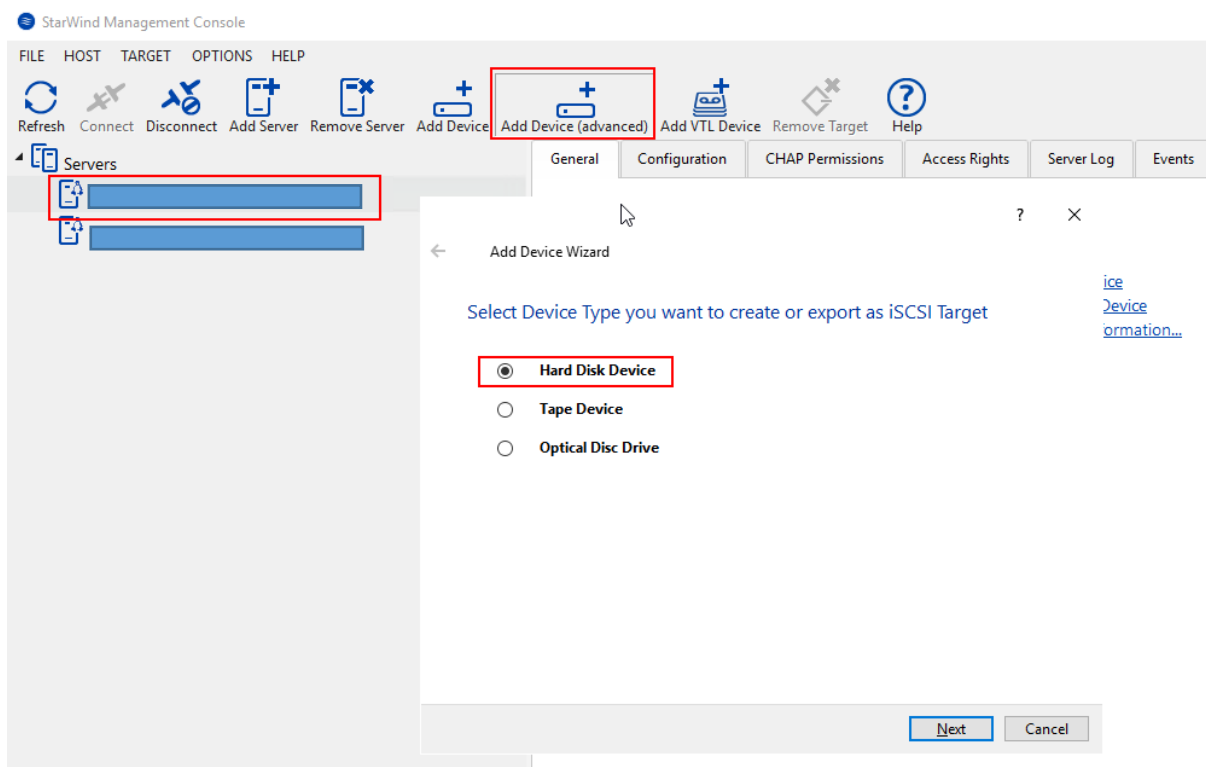 StarWind Management Console
FILE HOST TARGET OPTIONS HELP
Refresh Connect Disconnect Add Server Remove Server Add Device Add Device (advanced) Add VTL Device Remove Target Help
Servers
General Configuration CHAP Permissions Access Rights Server Log Events
? ×
← Add Device Wizard
ice
Select Device Type you want to create or export as iSCSI Target
Device
ormation...
Hard Disk Device
Tape Device
Optical Disc Drive
Next Cancel